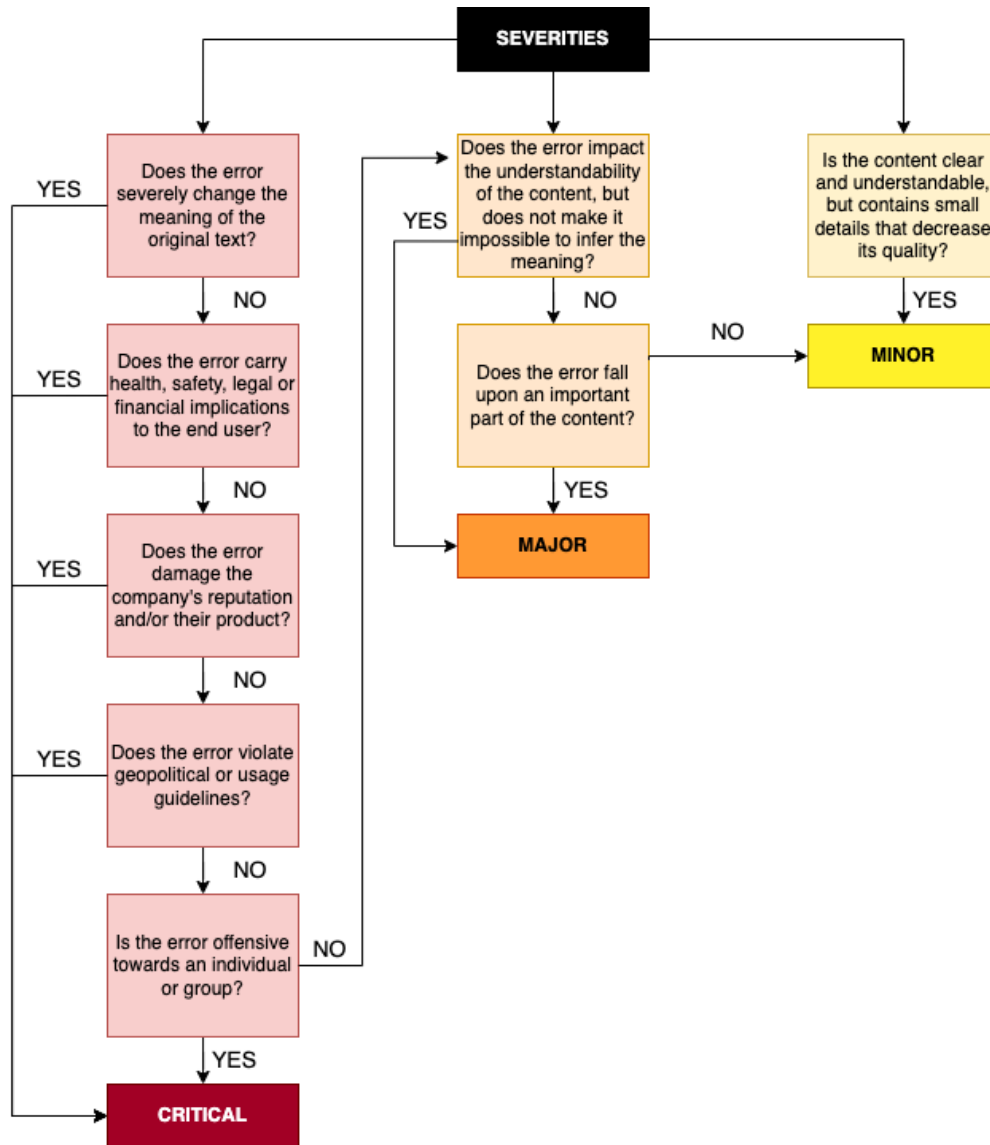 SEVERITIES
Does the error
severely change the
meaning of the
original text?
YES
NO
Does the error carry
health, safety, legal or
financial implications
to the end user?
YES
NO
Does the error
damage the
company's reputation
and/or their product?
YES
NO
Does the error violate
geopolitical or usage
guidelines?
YES
NO
Is the error offensive
towards an individual
or group?
NO
YES
CRITICAL
Does the error impact
the understandability
of the content, but
does not make it
impossible to infer the
meaning?
YES
NO
Does the error fall
upon an important
part of the content?
NO
YES
MAJOR
Is the content clear
and understandable,
but contains small
details that decrease
its quality?
YES
MINOR